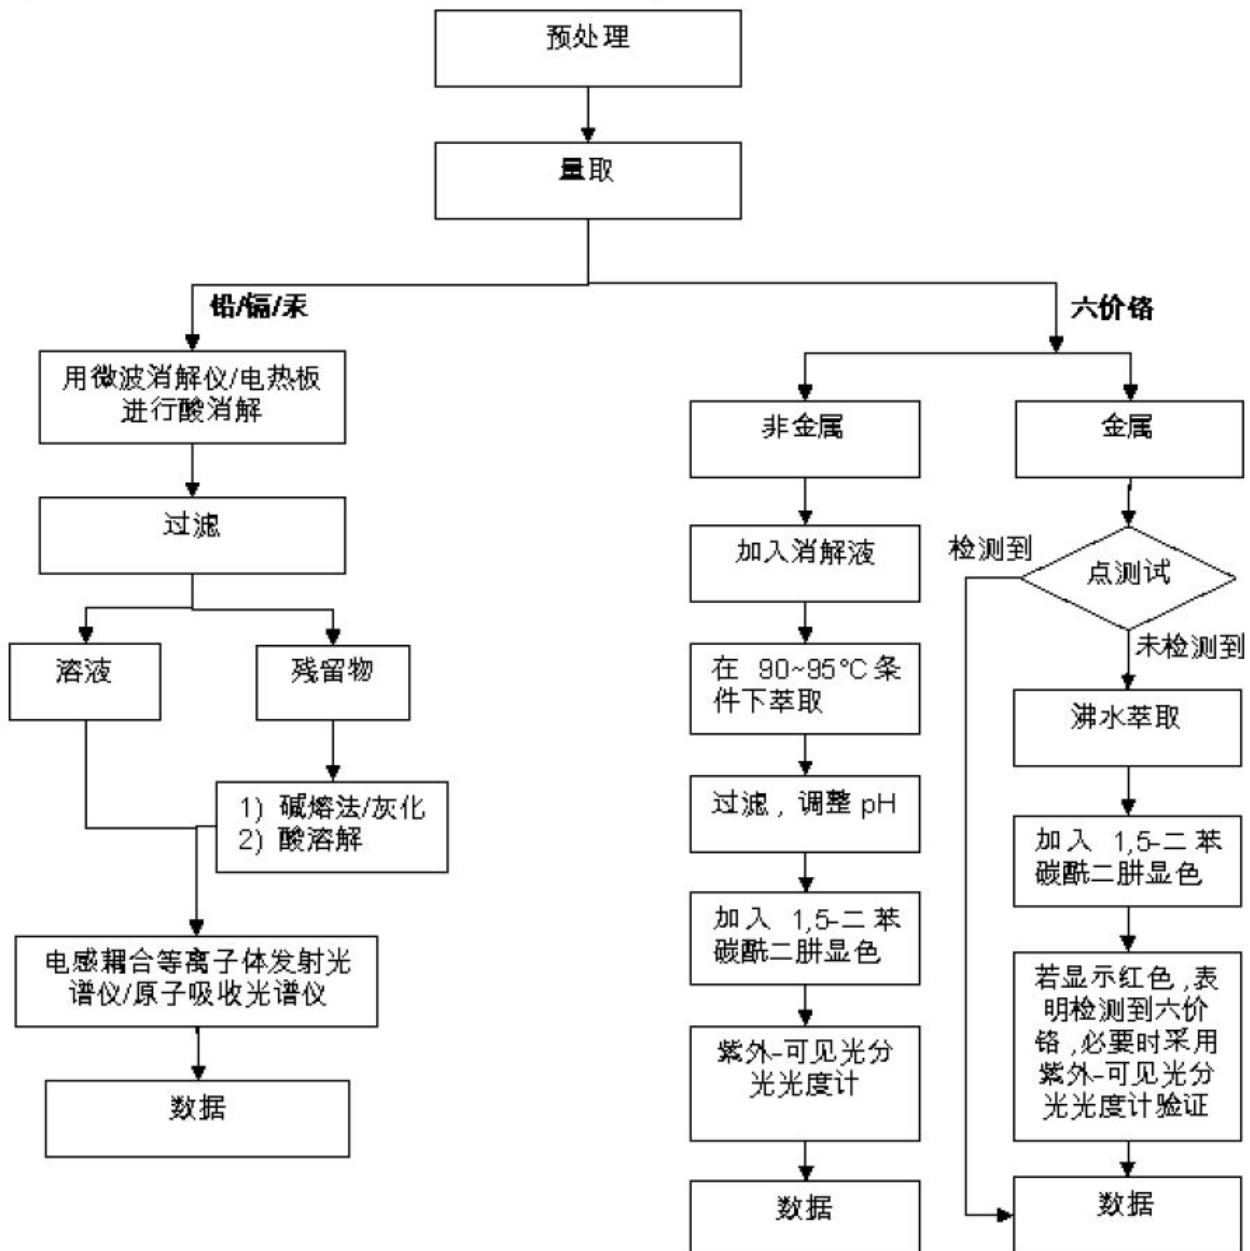 预处理
量取
铅/镉/汞
用微波消解仪/电热板
进行酸消解
过滤
溶液
残留物
1) 碱熔法/灰化
2) 酸溶解
电感耦合等离子体发射光
谱仪/原子吸收光谱仪
数据
六价铬
非金属
加入消解液
在 90~95°C 条
件下萃取
过滤，调整 pH
加入 1,5-二苯
碳酰二肼显色
紫外-可见光分
光光度计
数据
金属
点测试
检测到
未检测到
沸水萃取
加入 1,5-二苯
碳酰二肼显色
若显示红色,表
明检测到六价
铬,必要时采用
紫外-可见光分
光光度计验证
数据